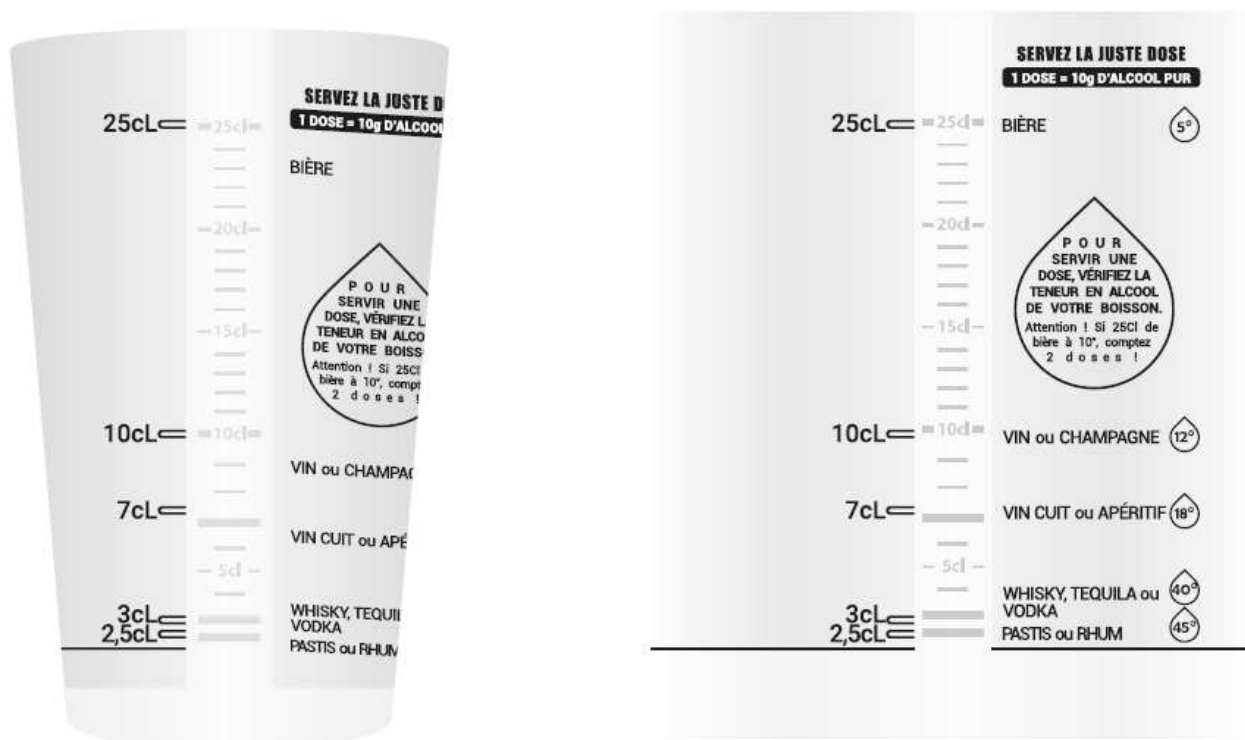 SERVEZ LA JUSTE D
1 DOSE = 10g D'ALCOOL
25cL 25cl
BIÈRE
20cl
POUR
SERVIR UNE
DOSE, VÉRIFIEZ L
TENEUR EN ALCO
DE VOTRE BOISS
Attention ! Si 25Cl
bière à 10°, compt
2 doses !
15cl
10cL 10cl
VIN ou CHAMPAG
7cL
VIN CUIT ou APÉ
5cl
3cL
WHISKY, TEQUIL
VODKA
2,5cL
PASTIS ou RHUM
SERVEZ LA JUSTE DOSE
1 DOSE = 10g D'ALCOOL PUR
25cL 25cl BIÈRE 5°
20cl
POUR
SERVIR UNE
DOSE, VÉRIFIEZ LA
TENEUR EN ALCOOL
DE VOTRE BOISSON.
Attention ! Si 25Cl de
bière à 10°, comptez
2 doses !
15cl
10cL 10cl VIN ou CHAMPAGNE 12°
7cL VIN CUIT ou APÉRITIF 18°
5cl
3cL WHISKY, TEQUILA ou 40°
VODKA
2,5cL PASTIS ou RHUM 45°